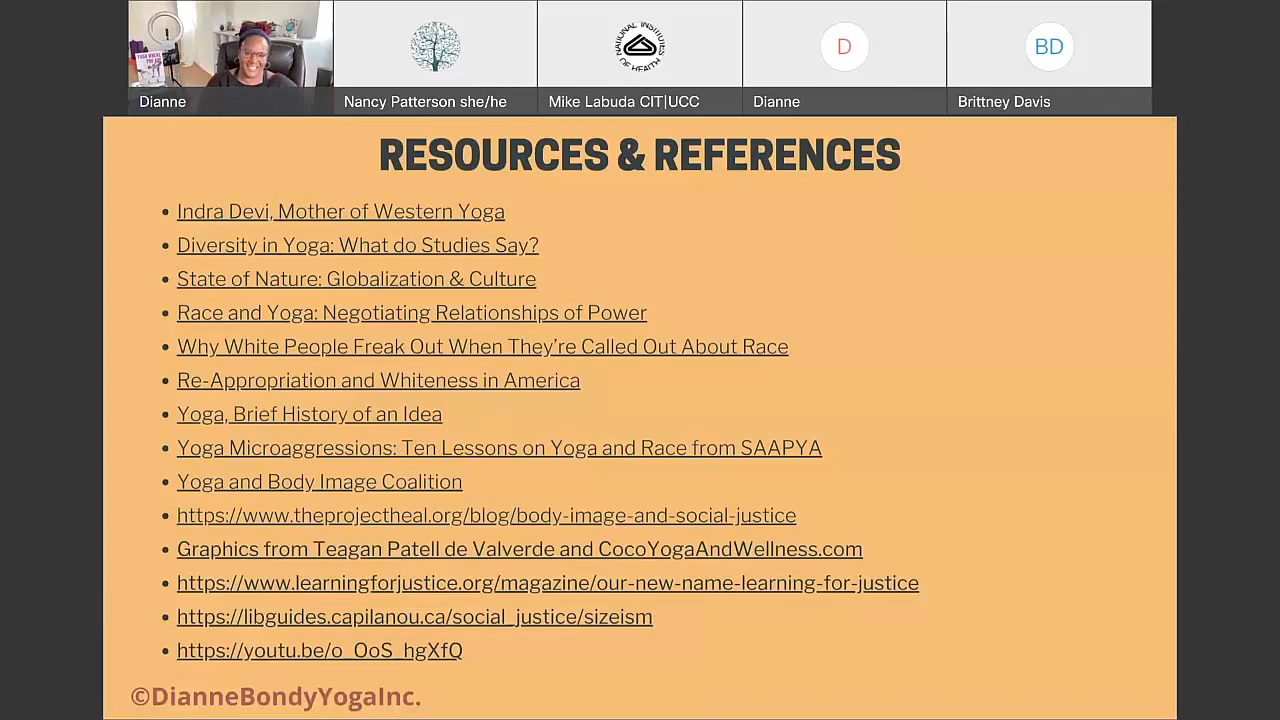 Dianne
Nancy Patterson she/he
Mike Labuda CIT|UCC
Dianne
Brittney Davis
NATIONAL INSTITUTES
OF HEALTH
D
BD
RESOURCES & REFERENCES
Indra Devi, Mother of Western Yoga
Diversity in Yoga: What do Studies Say?
State of Nature: Globalization & Culture
Race and Yoga: Negotiating Relationships of Power
Why White People Freak Out When They're Called Out About Race
Re-Appropriation and Whiteness in America
Yoga, Brief History of an Idea
Yoga Microaggressions: Ten Lessons on Yoga and Race from SAAPYA
Yoga and Body Image Coalition
https://www.theprojectheal.org/blog/body-image-and-social-justice
Graphics from Teagan Patell de Valverde and CocoYogaAndWellness.com
https://www.learningforjustice.org/magazine/our-new-name-learning-for-justice
https://libguides.capilanou.ca/social_justice/sizeism
https://youtu.be/o_OoS_hgXfQ
©DianneBondyYogaInc.